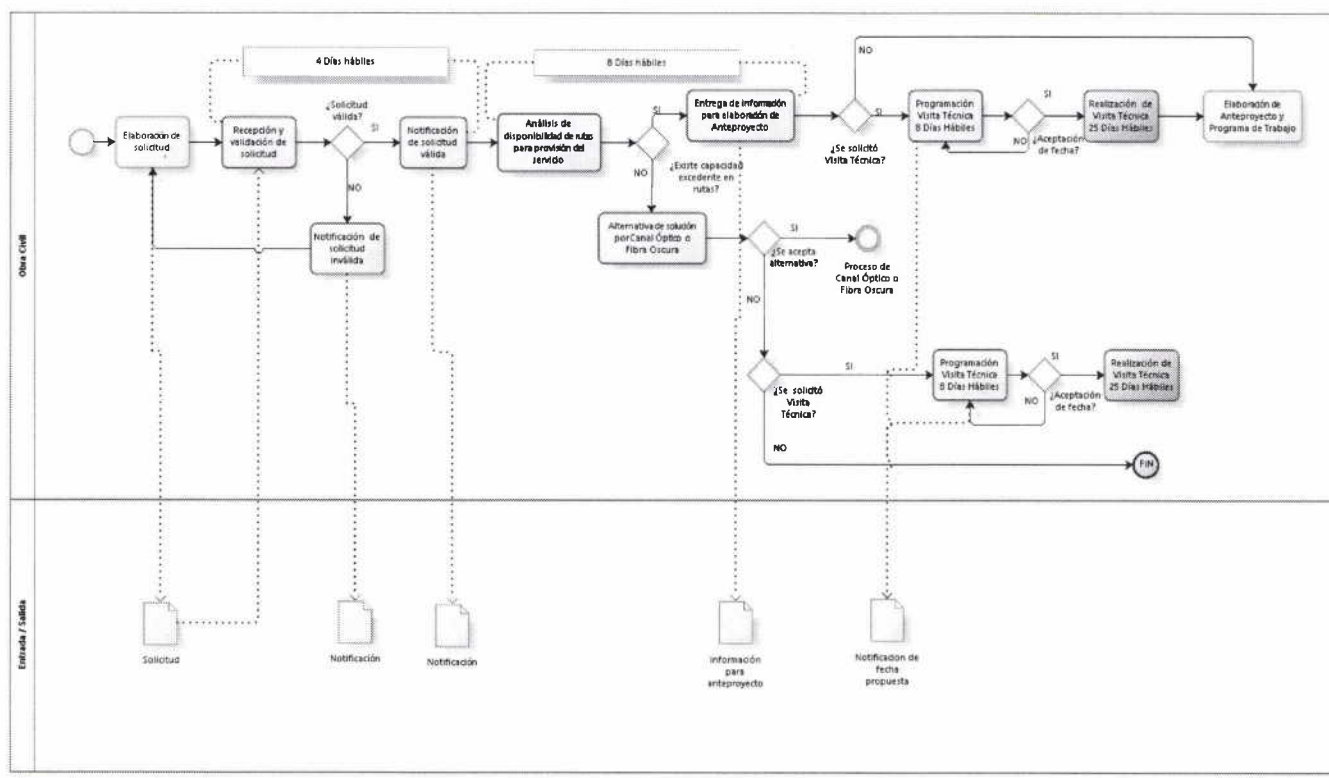 Obra Civil
4 Días hábiles
8 Días hábiles
Elaboración de
solicitud
Recepción y
validación de
solicitud
¿Solicitud
válida?
SI
NO
Notificación
de solicitud
válida
Notificación de
solicitud
inválida
Análisis de
disponibilidad de rutas
para provisión del
servicio
SI
NO
¿Existe capacidad
excedente en
rutas?
Entrega de información
para elaboración de
Anteproyecto
NO
SI
¿Se solicitó
Visita Técnica?
Programación
Visita Técnica
8 Días Hábiles
SI
NO
¿Aceptación
de fecha?
Realización de
Visita Técnica
25 Días Hábiles
Elaboración de
Anteproyecto y
Programa de Trabajo
Alternativa de solución
por Canal Óptico o
Fibra Oscura
SI
¿Se acepta
alternativa?
NO
Proceso de
Canal Óptico o
Fibra Oscura
SI
¿Se solicitó
Visita
Técnica?
NO
Programación
Visita Técnica
8 Días Hábiles
SI
NO
¿Aceptación
de fecha?
Realización de
Visita Técnica
25 Días Hábiles
FIN
Entrada / Salida
Solicitud
Notificación
Notificación
Información
para
anteproyecto
Notificacion de
fecha
propuesta